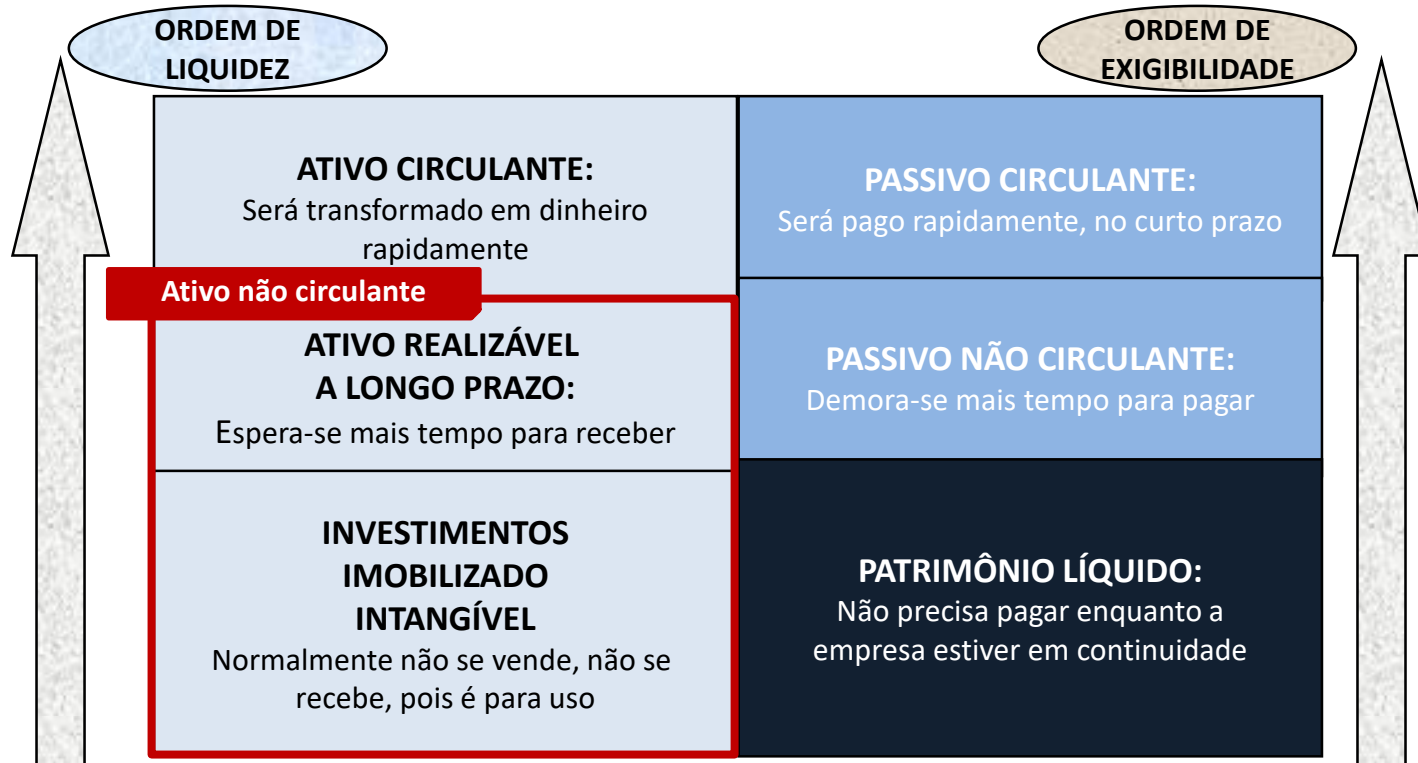 ORDEM DE
LIQUIDEZ
ORDEM DE
EXIGIBILIDADE
ATIVO CIRCULANTE:
Será transformado em dinheiro
rapidamente
PASSIVO CIRCULANTE:
Será pago rapidamente, no curto prazo
Ativo não circulante
ATIVO REALIZÁVEL
A LONGO PRAZO:
Espera-se mais tempo para receber
PASSIVO NÃO CIRCULANTE:
Demora-se mais tempo para pagar
INVESTIMENTOS
IMOBILIZADO
INTANGÍVEL
Normalmente não se vende, não se
recebe, pois é para uso
PATRIMÔNIO LÍQUIDO:
Não precisa pagar enquanto a
empresa estiver em continuidade